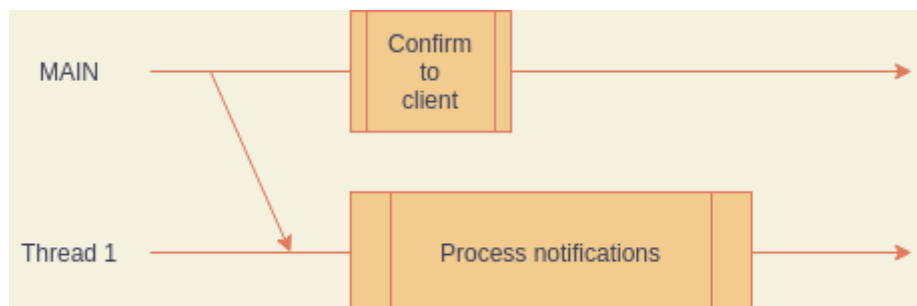 MAIN
Confirm
to
client
Thread 1
Process notifications